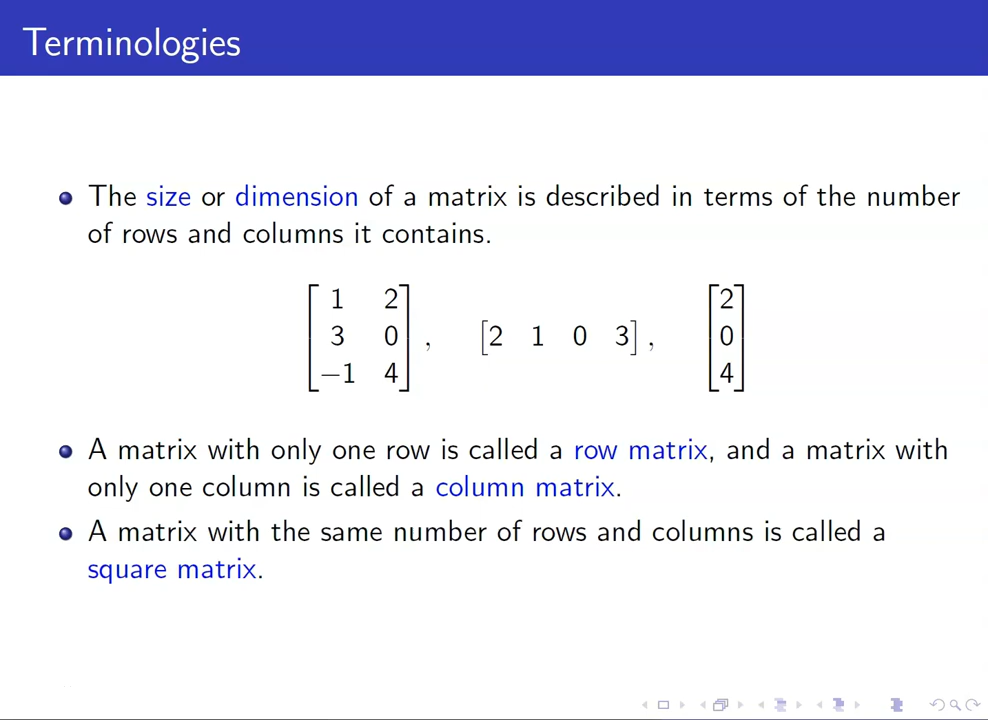 Terminologies
The size or dimension of a matrix is described in terms of the number
of rows and columns it contains.
[1 2; 3 0; −1 4], [2 1 0 3], [2; 0; 4]
A matrix with only one row is called a row matrix, and a matrix with
only one column is called a column matrix.
A matrix with the same number of rows and columns is called a
square matrix.